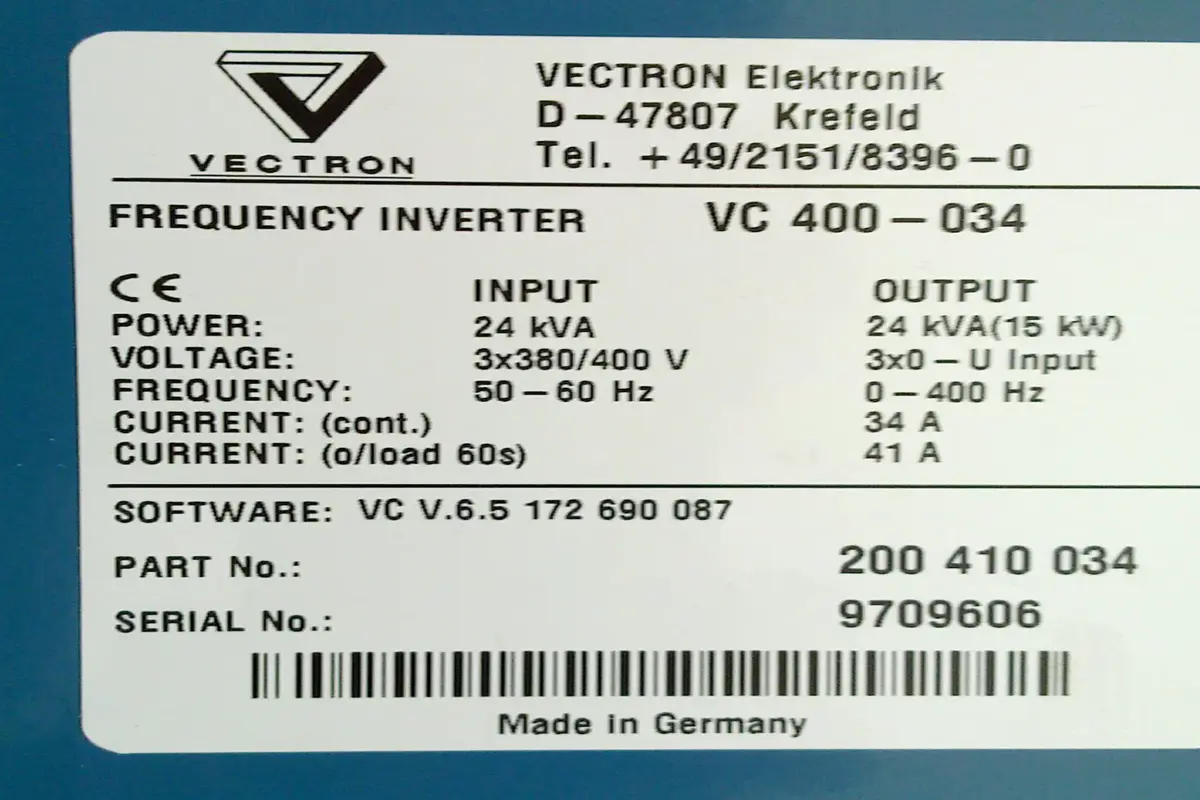 VECTRON
VECTRON Elektronik
D-47807 Krefeld
Tel. +49/2151/8396-0
FREQUENCY INVERTER VC 400-034
CE INPUT OUTPUT
POWER: 24 kVA 24 kVA(15 kW)
VOLTAGE: 3x380/400 V 3x0-U Input
FREQUENCY: 50-60 Hz 0-400 Hz
CURRENT: (cont.) 34 A
CURRENT: (o/load 60s) 41 A
SOFTWARE: VC V.6.5 172 690 087
PART No.: 200 410 034
SERIAL No.: 9709606
Made in Germany